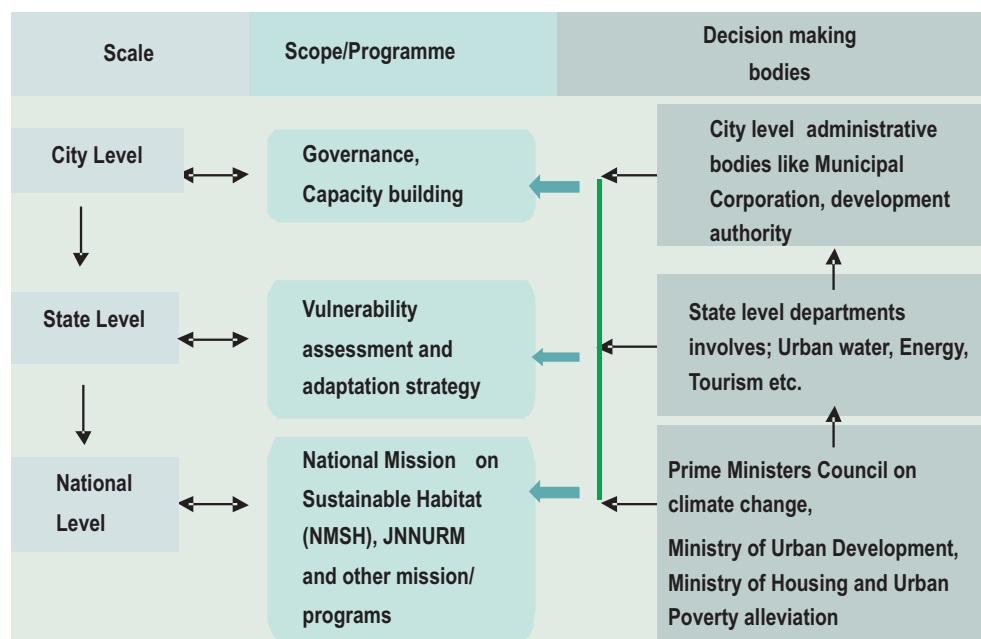 Scale
Scope/Programme
Decision making
bodies
City Level
Governance,
Capacity building
City level administrative
bodies like Municipal
Corporation, development
authority
State Level
Vulnerability
assessment and
adaptation strategy
State level departments
involves; Urban water, Energy,
Tourism etc.
National
Level
National Mission on
Sustainable Habitat
(NMSH), JNNURM
and other mission/
programs
Prime Ministers Council on
climate change,
Ministry of Urban Development,
Ministry of Housing and Urban
Poverty alleviation